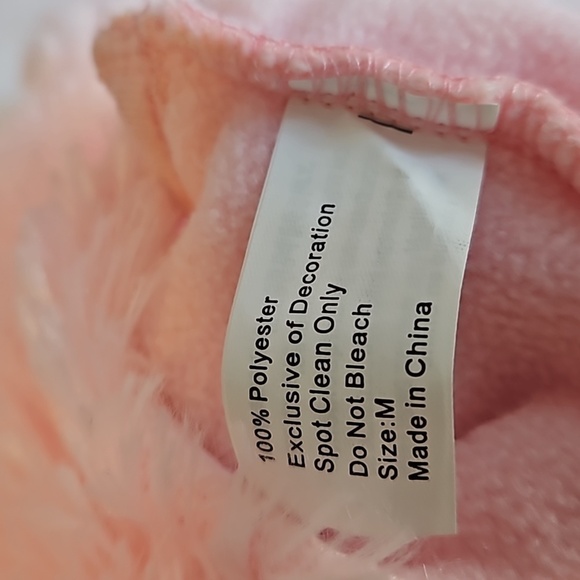 100% Polyester
Exclusive of Decoration
Spot Clean Only
Do Not Bleach
Size:M
Made in China